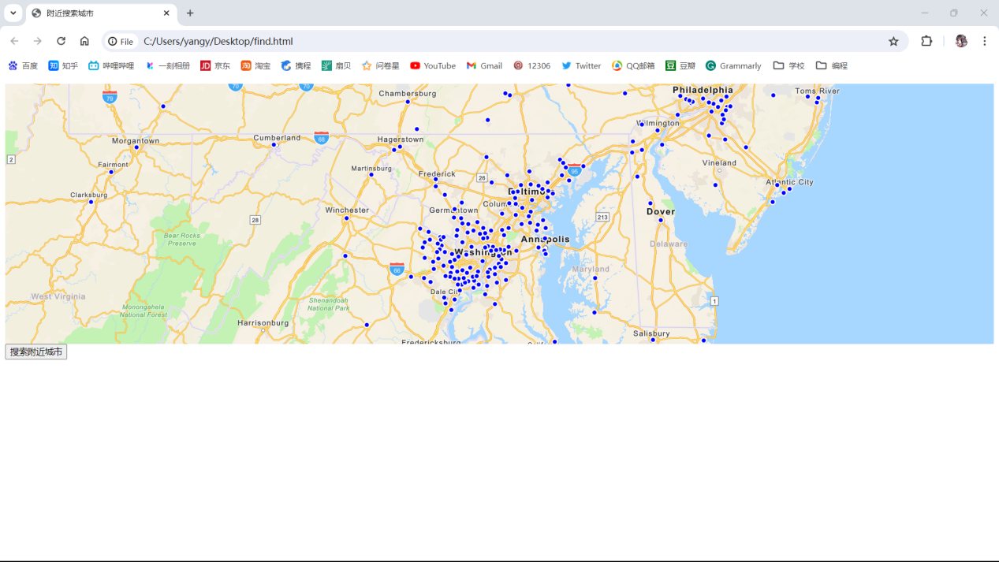 附近搜索城市
File C:/Users/yangy/Desktop/find.html
百度 知乎 哔哩哔哩 一刻相册 京东 淘宝 携程 扇贝 问卷星 YouTube Gmail 12306 Twitter QQ邮箱 豆瓣 Grammarly 学校 编程
70 70
Chambersburg
Philadelphia
Toms River
79
Wilmington
Cumberland
68
Hagerstown
Morgantown
2
Fairmont
Martinsburg
Frederick
26
95
Vineland
Atlantic City
Clarksburg
Winchester
Germantown
Dover
28
213
Bear Rocks
Preserve
Annapolis
Delaware
Washington
66
Maryland
West Virginia
Dale City
Shenandoah
National Park
Monongahela
National Forest
1
Harrisonburg
Salisbury
Fredericksburg
搜索附近城市